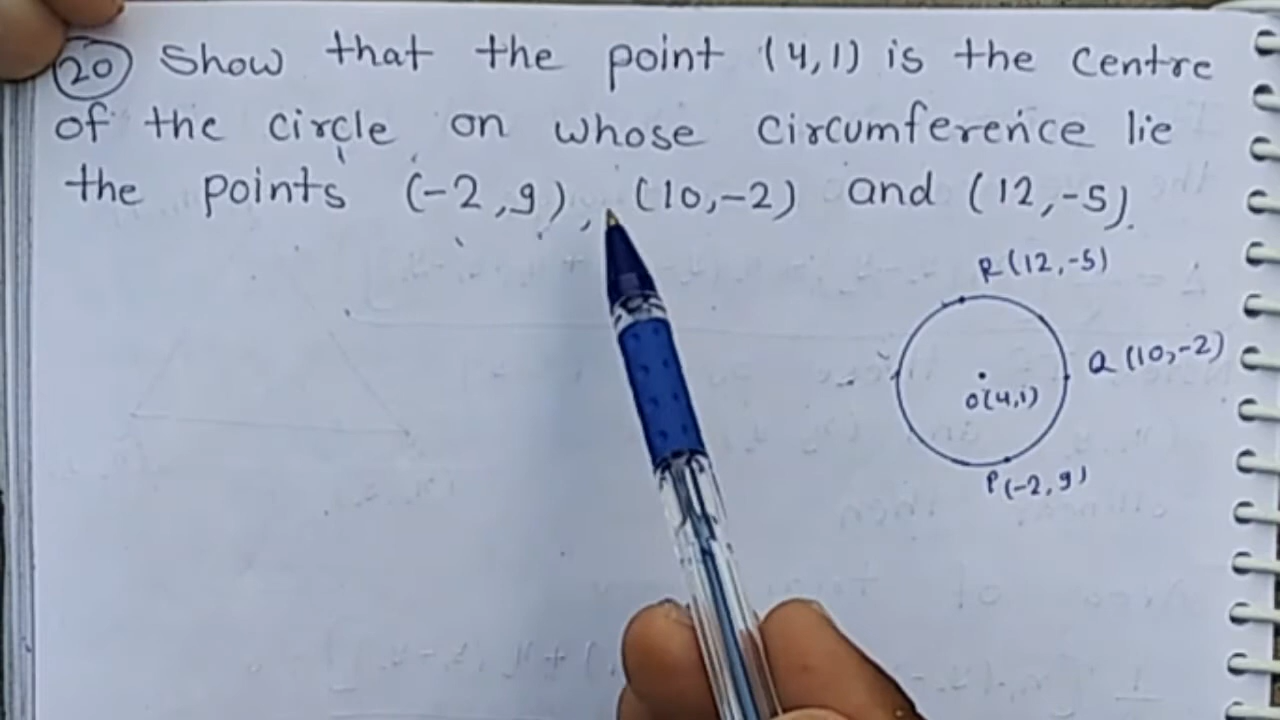 20 Show that the point (4,1) is the centre
of the circle on whose circumference lie
the points (-2,9), (10,-2) and (12,-5).
R(12,-5)
Q(10,-2)
O(4,1)
P(-2,9)